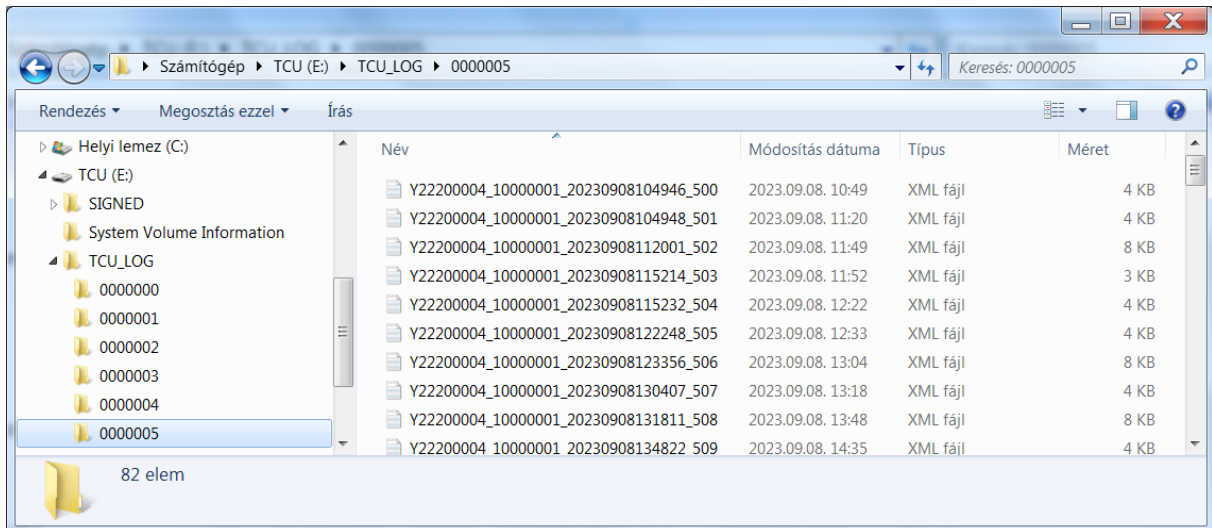 Számítógép TCU (E:) TCU_LOG 0000005 Keresés: 0000005
Rendezés Megosztás ezzel Írás
Helyi lemez (C:)
TCU (E:)
SIGNED
System Volume Information
TCU_LOG
0000000
0000001
0000002
0000003
0000004
0000005
Név Módosítás dátuma Típus Méret
Y22200004_10000001_20230908104946_500 2023.09.08. 10:49 XML fájl 4 KB
Y22200004_10000001_20230908104948_501 2023.09.08. 11:20 XML fájl 4 KB
Y22200004_10000001_20230908112001_502 2023.09.08. 11:49 XML fájl 8 KB
Y22200004_10000001_20230908115214_503 2023.09.08. 11:52 XML fájl 3 KB
Y22200004_10000001_20230908115232_504 2023.09.08. 12:22 XML fájl 4 KB
Y22200004_10000001_20230908122248_505 2023.09.08. 12:33 XML fájl 4 KB
Y22200004_10000001_20230908123356_506 2023.09.08. 13:04 XML fájl 8 KB
Y22200004_10000001_20230908130407_507 2023.09.08. 13:18 XML fájl 4 KB
Y22200004_10000001_20230908131811_508 2023.09.08. 13:48 XML fájl 8 KB
Y22200004_10000001_20230908134822_509 2023.09.08. 14:35 XML fájl 4 KB
82 elem